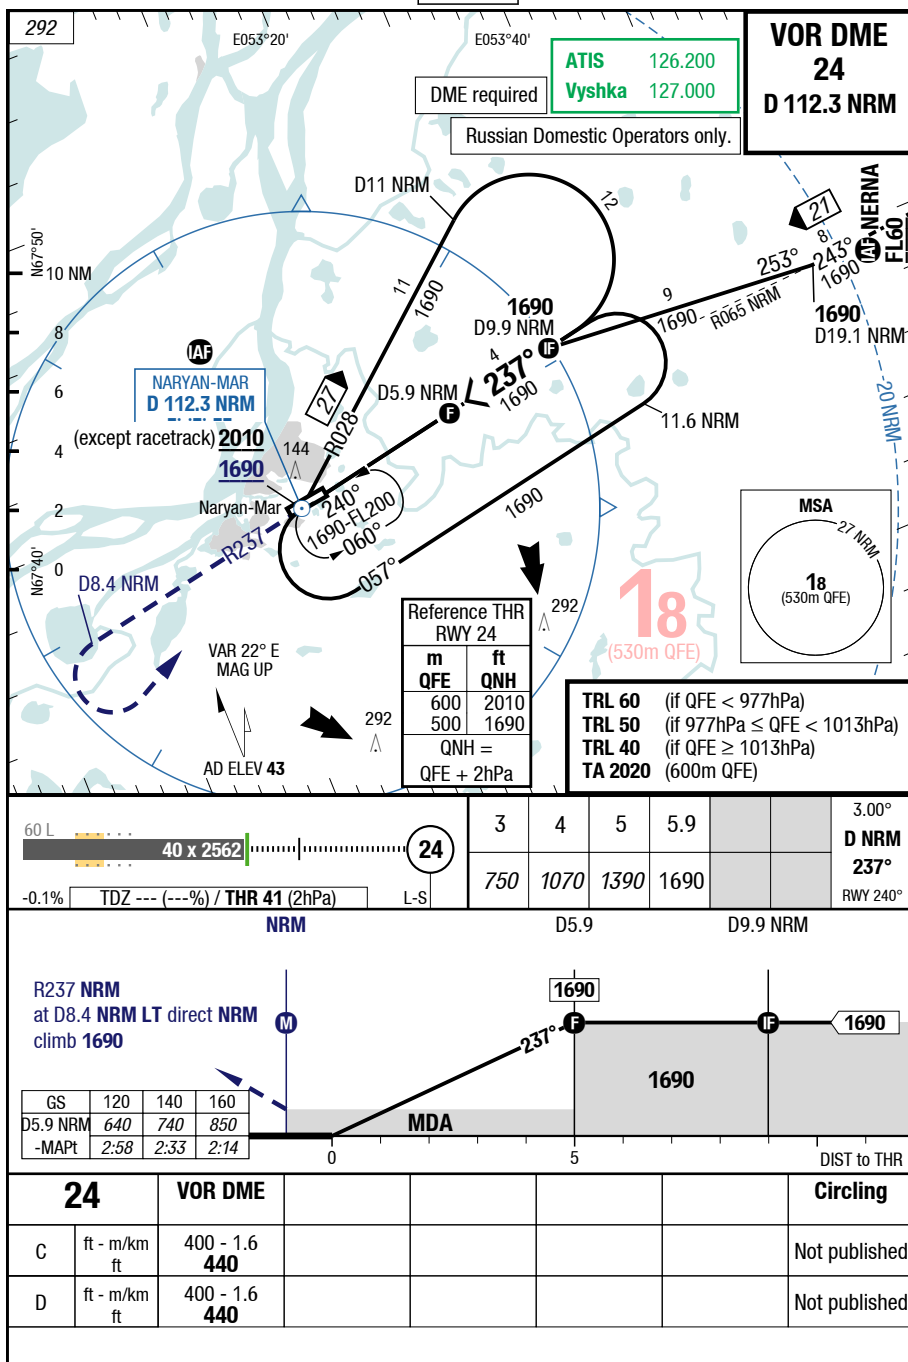 292
E053°20'
E053°40'
ATIS 126.200
Vyshka 127.000
VOR DME
24
D 112.3 NRM
DME required
Russian Domestic Operators only.
D11 NRM
12
21
8
IAF NERNA
FL60
N67°50'
10 NM
11
1690
9
253°
243°
1690
1690
R065 NRM
1690
D19.1 NRM
1690
D9.9 NRM
IF
8
IAF
4
237°
1690
NARYAN-MAR
D 112.3 NRM
6
27
R028
D5.9 NRM
F
20 NRM
11.6 NRM
(except racetrack) 2010
1690
4
144
Naryan-Mar
2
240°
1690-FL200
060°
1690
R237
057°
MSA
27 NRM
18
(530m QFE)
N67°40'
0
D8.4 NRM
18
(530m QFE)
292
VAR 22° E
MAG UP
292
AD ELEV 43
Reference THR
RWY 24
m ft
QFE QNH
600 2010
500 1690
QNH =
QFE + 2hPa
TRL 60 (if QFE < 977hPa)
TRL 50 (if 977hPa ≤ QFE < 1013hPa)
TRL 40 (if QFE ≥ 1013hPa)
TA 2020 (600m QFE)
60 L
40 x 2562
24
-0.1%
TDZ --- (---%) / THR 41 (2hPa)
L-S
3 4 5 5.9
750 1070 1390 1690
3.00°
D NRM
237°
RWY 240°
NRM
D5.9
D9.9 NRM
R237 NRM
at D8.4 NRM LT direct NRM
climb 1690
M
1690
F
IF
1690
237°
1690
MDA
GS 120 140 160
D5.9 NRM 640 740 850
-MAPt 2:58 2:33 2:14
0
5
DIST to THR
24 VOR DME Circling
C ft - m/km 400 - 1.6 Not published
ft 440
D ft - m/km 400 - 1.6 Not published
ft 440